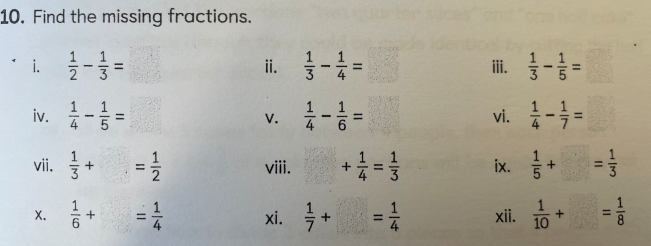 10. Find the missing fractions.
i. 1/2 − 1/3 = ii. 1/3 − 1/4 = iii. 1/3 − 1/5 =
iv. 1/4 − 1/5 = v. 1/4 − 1/6 = vi. 1/4 − 1/7 =
vii. 1/3 + = 1/2 viii. + 1/4 = 1/3 ix. 1/5 + = 1/3
x. 1/6 + = 1/4 xi. 1/7 + = 1/4 xii. 1/10 + = 1/8